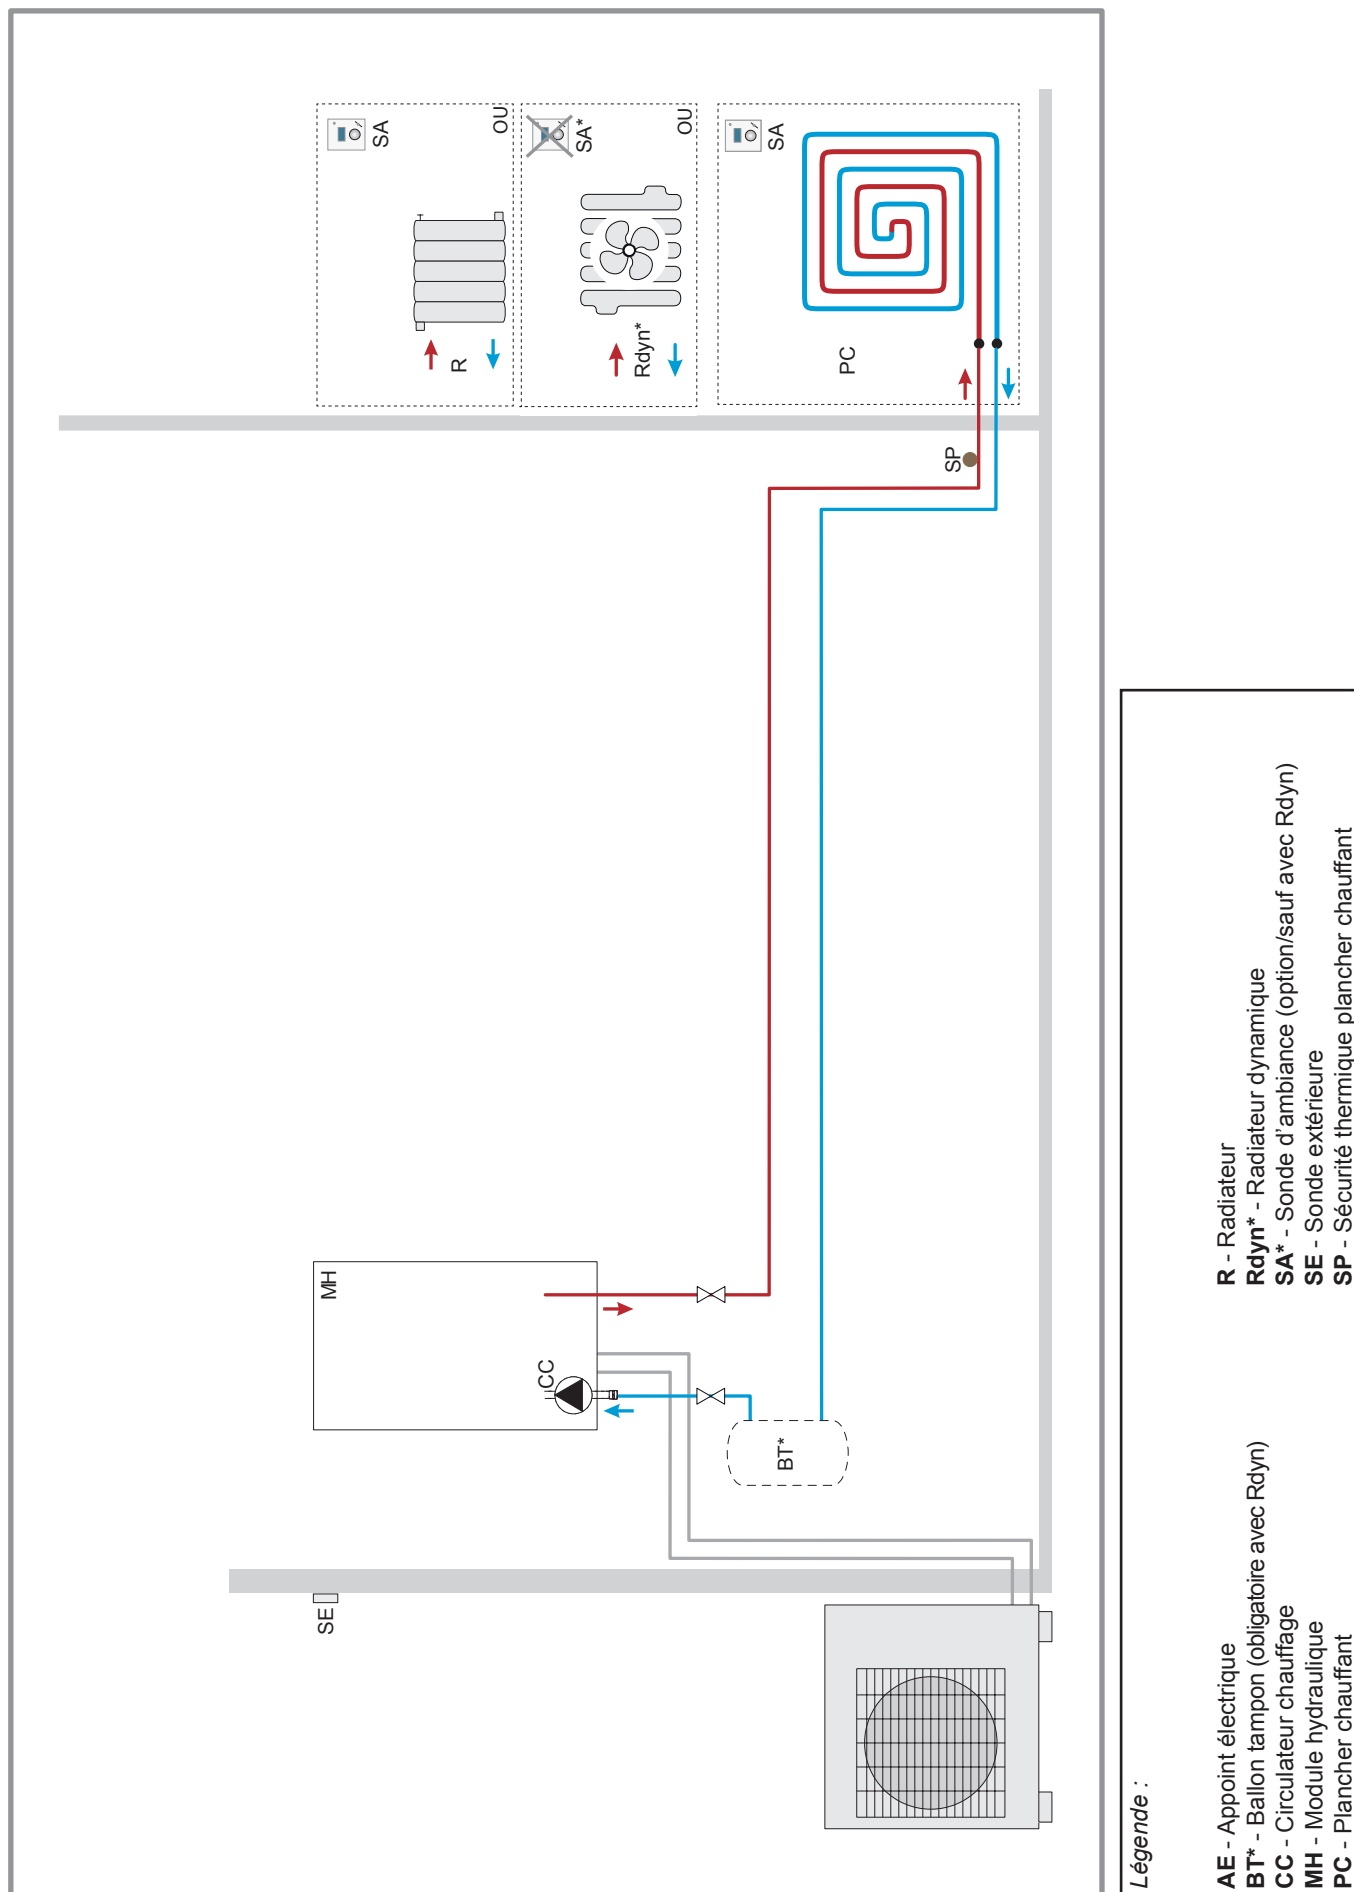 SE
MH
CC
BT*
SP
R
SA
OU
Rdyn*
SA*
OU
PC
SA
Légende :
AE - Appoint électrique
BT* - Ballon tampon (obligatoire avec Rdyn)
CC - Circulateur chauffage
MH - Module hydraulique
PC - Plancher chauffant
R - Radiateur
Rdyn* - Radiateur dynamique
SA* - Sonde d'ambiance (option/sauf avec Rdyn)
SE - Sonde extérieure
SP - Sécurité thermique plancher chauffant